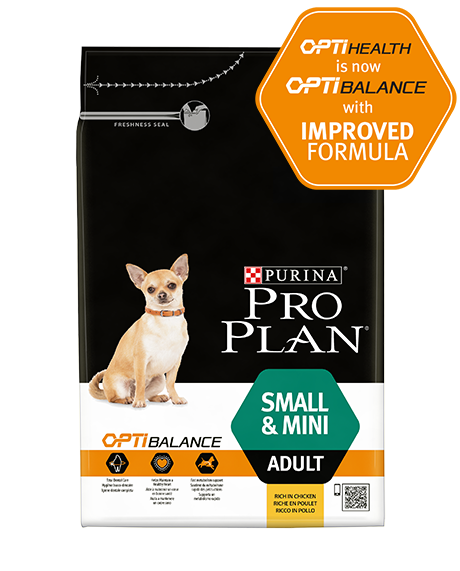 OPTIHEALTH
is now
OPTIBALANCE
with
IMPROVED
FORMULA
FRESHNESS SEAL
PURINA®
PRO
PLAN®
SMALL
& MINI
ADULT
OPTIBALANCE
RICH IN CHICKEN
RICHE EN POULET
RICCO IN POLLO